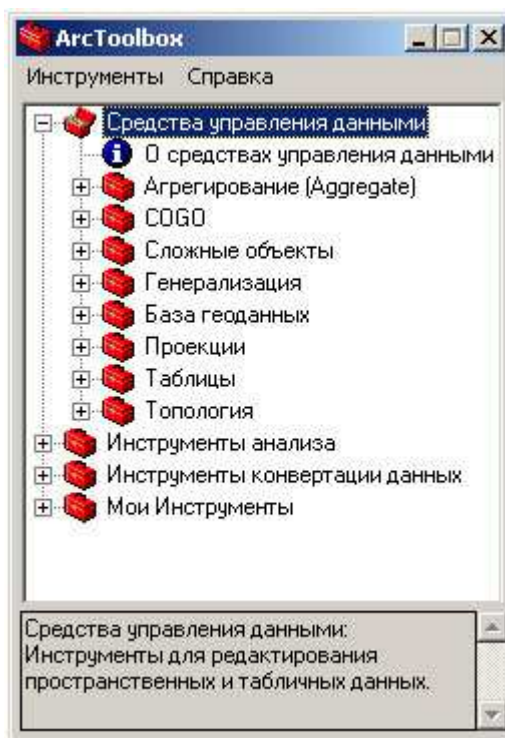 ArcToolbox
Инструменты Справка
Средства управления данными
О средствах управления данными
Агрегирование (Aggregate)
COGO
Сложные объекты
Генерализация
База геоданных
Проекции
Таблицы
Топология
Инструменты анализа
Инструменты конвертации данных
Мои Инструменты
Средства управления данными:
Инструменты для редактирования
пространственных и табличных данных.